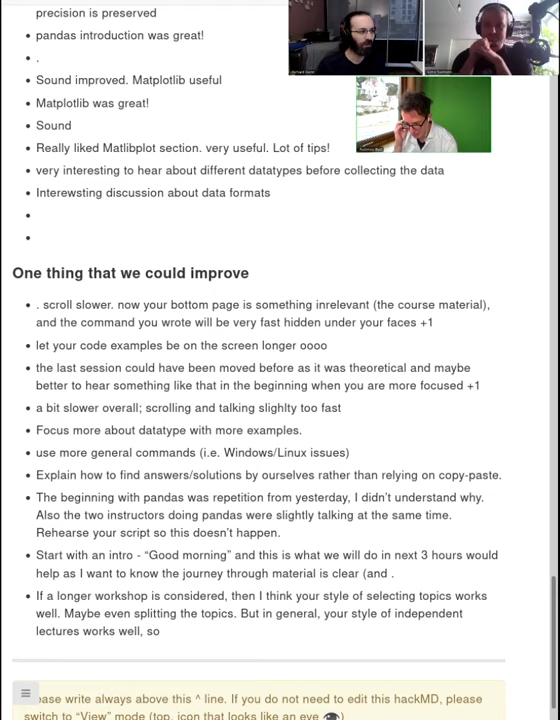 precision is preserved
• pandas introduction was great!
• .
• Sound improved. Matplotlib useful
• Matplotlib was great!
• Sound
• Really liked Matlibplot section. very useful. Lot of tips!
• very interesting to hear about different datatypes before collecting the data
• Interewsting discussion about data formats
•
•
One thing that we could improve
• . scroll slower. now your bottom page is something inrelevant (the course material),
and the command you wrote will be very fast hidden under your faces +1
• let your code examples be on the screen longer oooo
• the last session could have been moved before as it was theoretical and maybe
better to hear something like that in the beginning when you are more focused +1
• a bit slower overall; scrolling and talking slighlty too fast
• Focus more about datatype with more examples.
• use more general commands (i.e. Windows/Linux issues)
• Explain how to find answers/solutions by ourselves rather than relying on copy-paste.
• The beginning with pandas was repetition from yesterday, I didn't understand why.
Also the two instructors doing pandas were slightly talking at the same time.
Rehearse your script so this doesn't happen.
• Start with an intro - “Good morning” and this is what we will do in next 3 hours would
help as I want to know the journey through material is clear (and .
• If a longer workshop is considered, then I think your style of selecting topics works
well. Maybe even splitting the topics. But in general, your style of independent
lectures works well, so
ease write always above this ^ line. If you do not need to edit this hackMD, please
switch to “View” mode (top, icon that looks like an eye 👁)